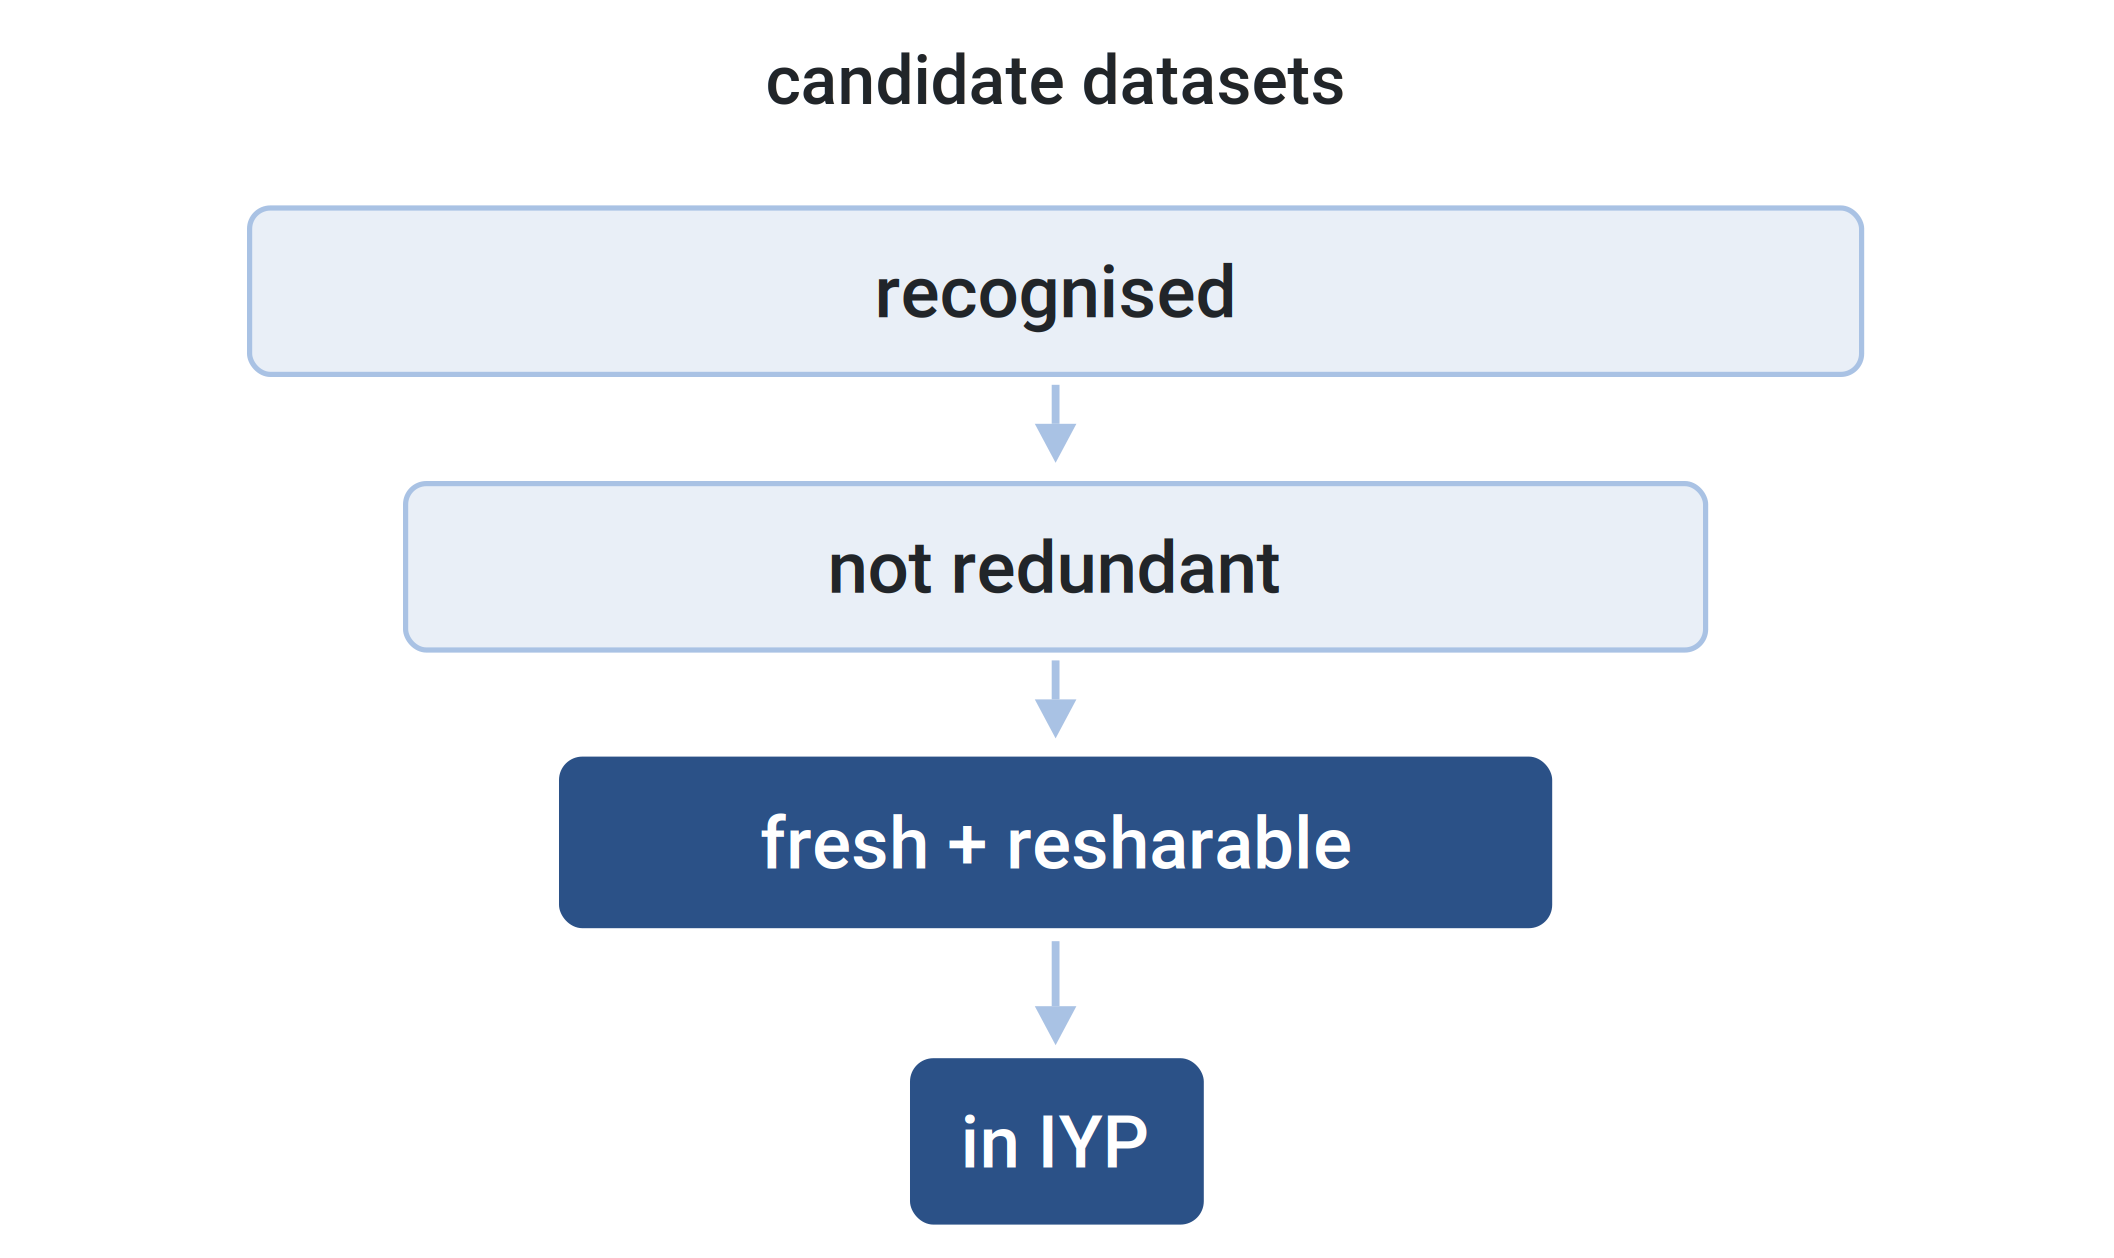 candidate datasets
recognised
not redundant
fresh + resharable
in IYP